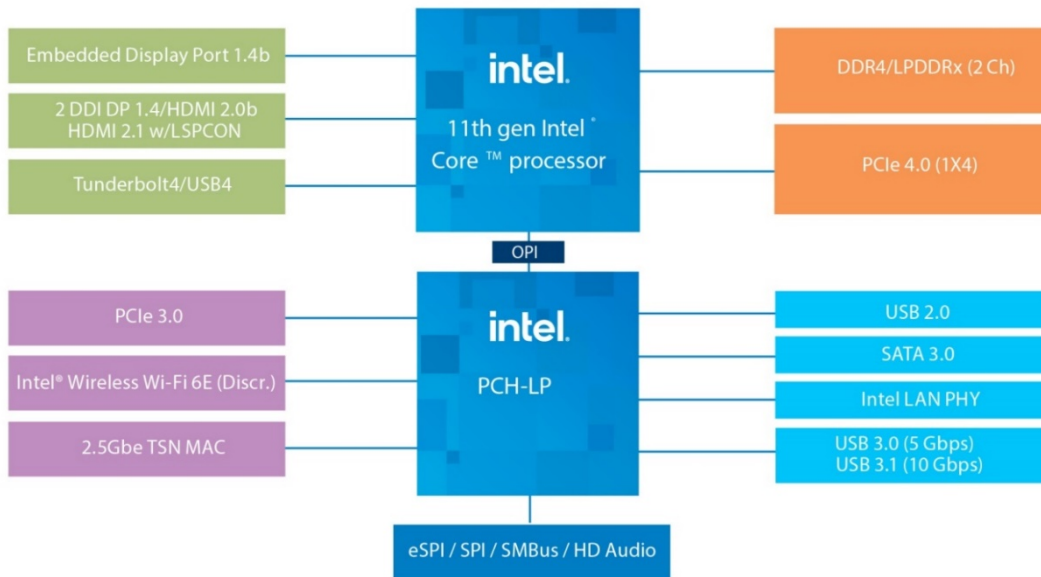 Embedded Display Port 1.4b
2 DDI DP 1.4/HDMI 2.0b
HDMI 2.1 w/LSPCON
Tunderbolt4/USB4
intel.
11th gen Intel®
Core ™ processor
DDR4/LPDDRx (2 Ch)
PCIe 4.0 (1X4)
OPI
PCIe 3.0
Intel® Wireless Wi-Fi 6E (Discr.)
2.5Gbe TSN MAC
intel.
PCH-LP
USB 2.0
SATA 3.0
Intel LAN PHY
USB 3.0 (5 Gbps)
USB 3.1 (10 Gbps)
eSPI / SPI / SMBus / HD Audio